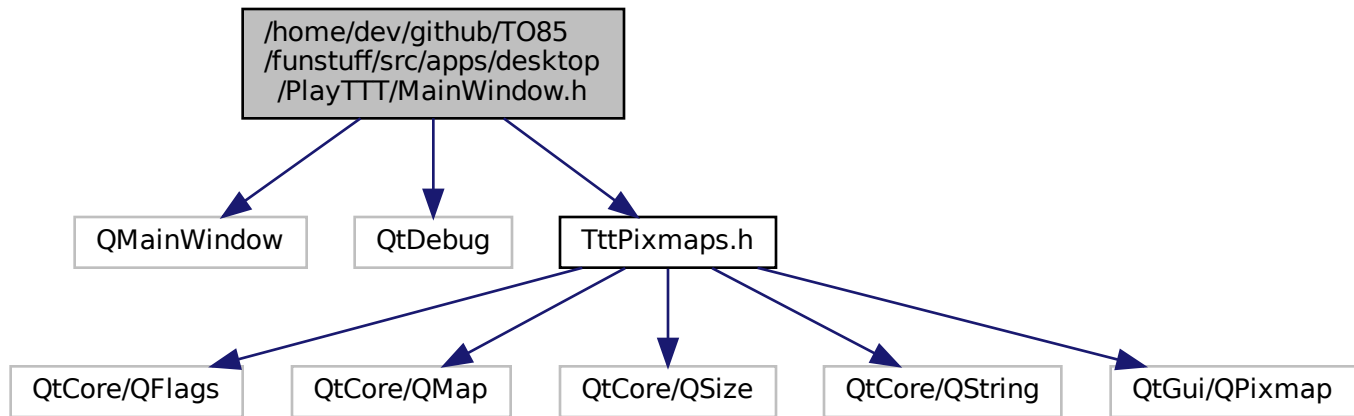 /home/dev/github/TO85
/funstuff/src/apps/desktop
/PlayTTT/MainWindow.h
QMainWindow
QtDebug
TttPixmaps.h
QtCore/QFlags
QtCore/QMap
QtCore/QSize
QtCore/QString
QtGui/QPixmap